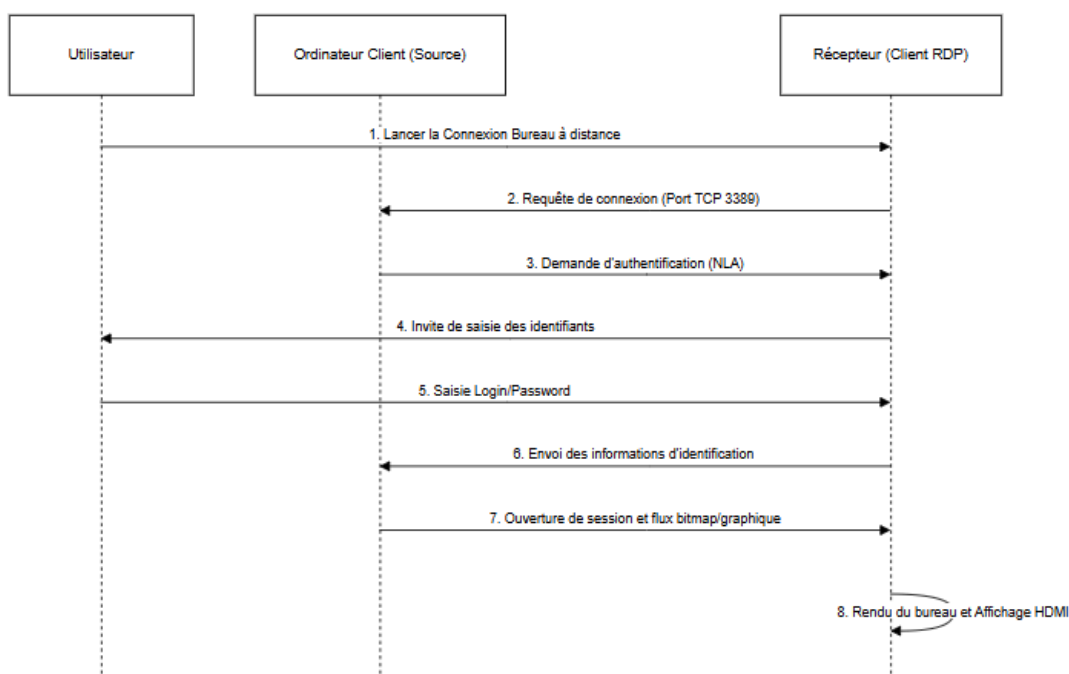 Utilisateur
Ordinateur Client (Source)
Récepteur (Client RDP)
1. Lancer la Connexion Bureau à distance
2. Requête de connexion (Port TCP 3389)
3. Demande d'authentification (NLA)
4. Invite de saisie des identifiants
5. Saisie Login/Password
6. Envoi des informations d'identification
7. Ouverture de session et flux bitmap/graphique
8. Rendu du bureau et Affichage HDMI